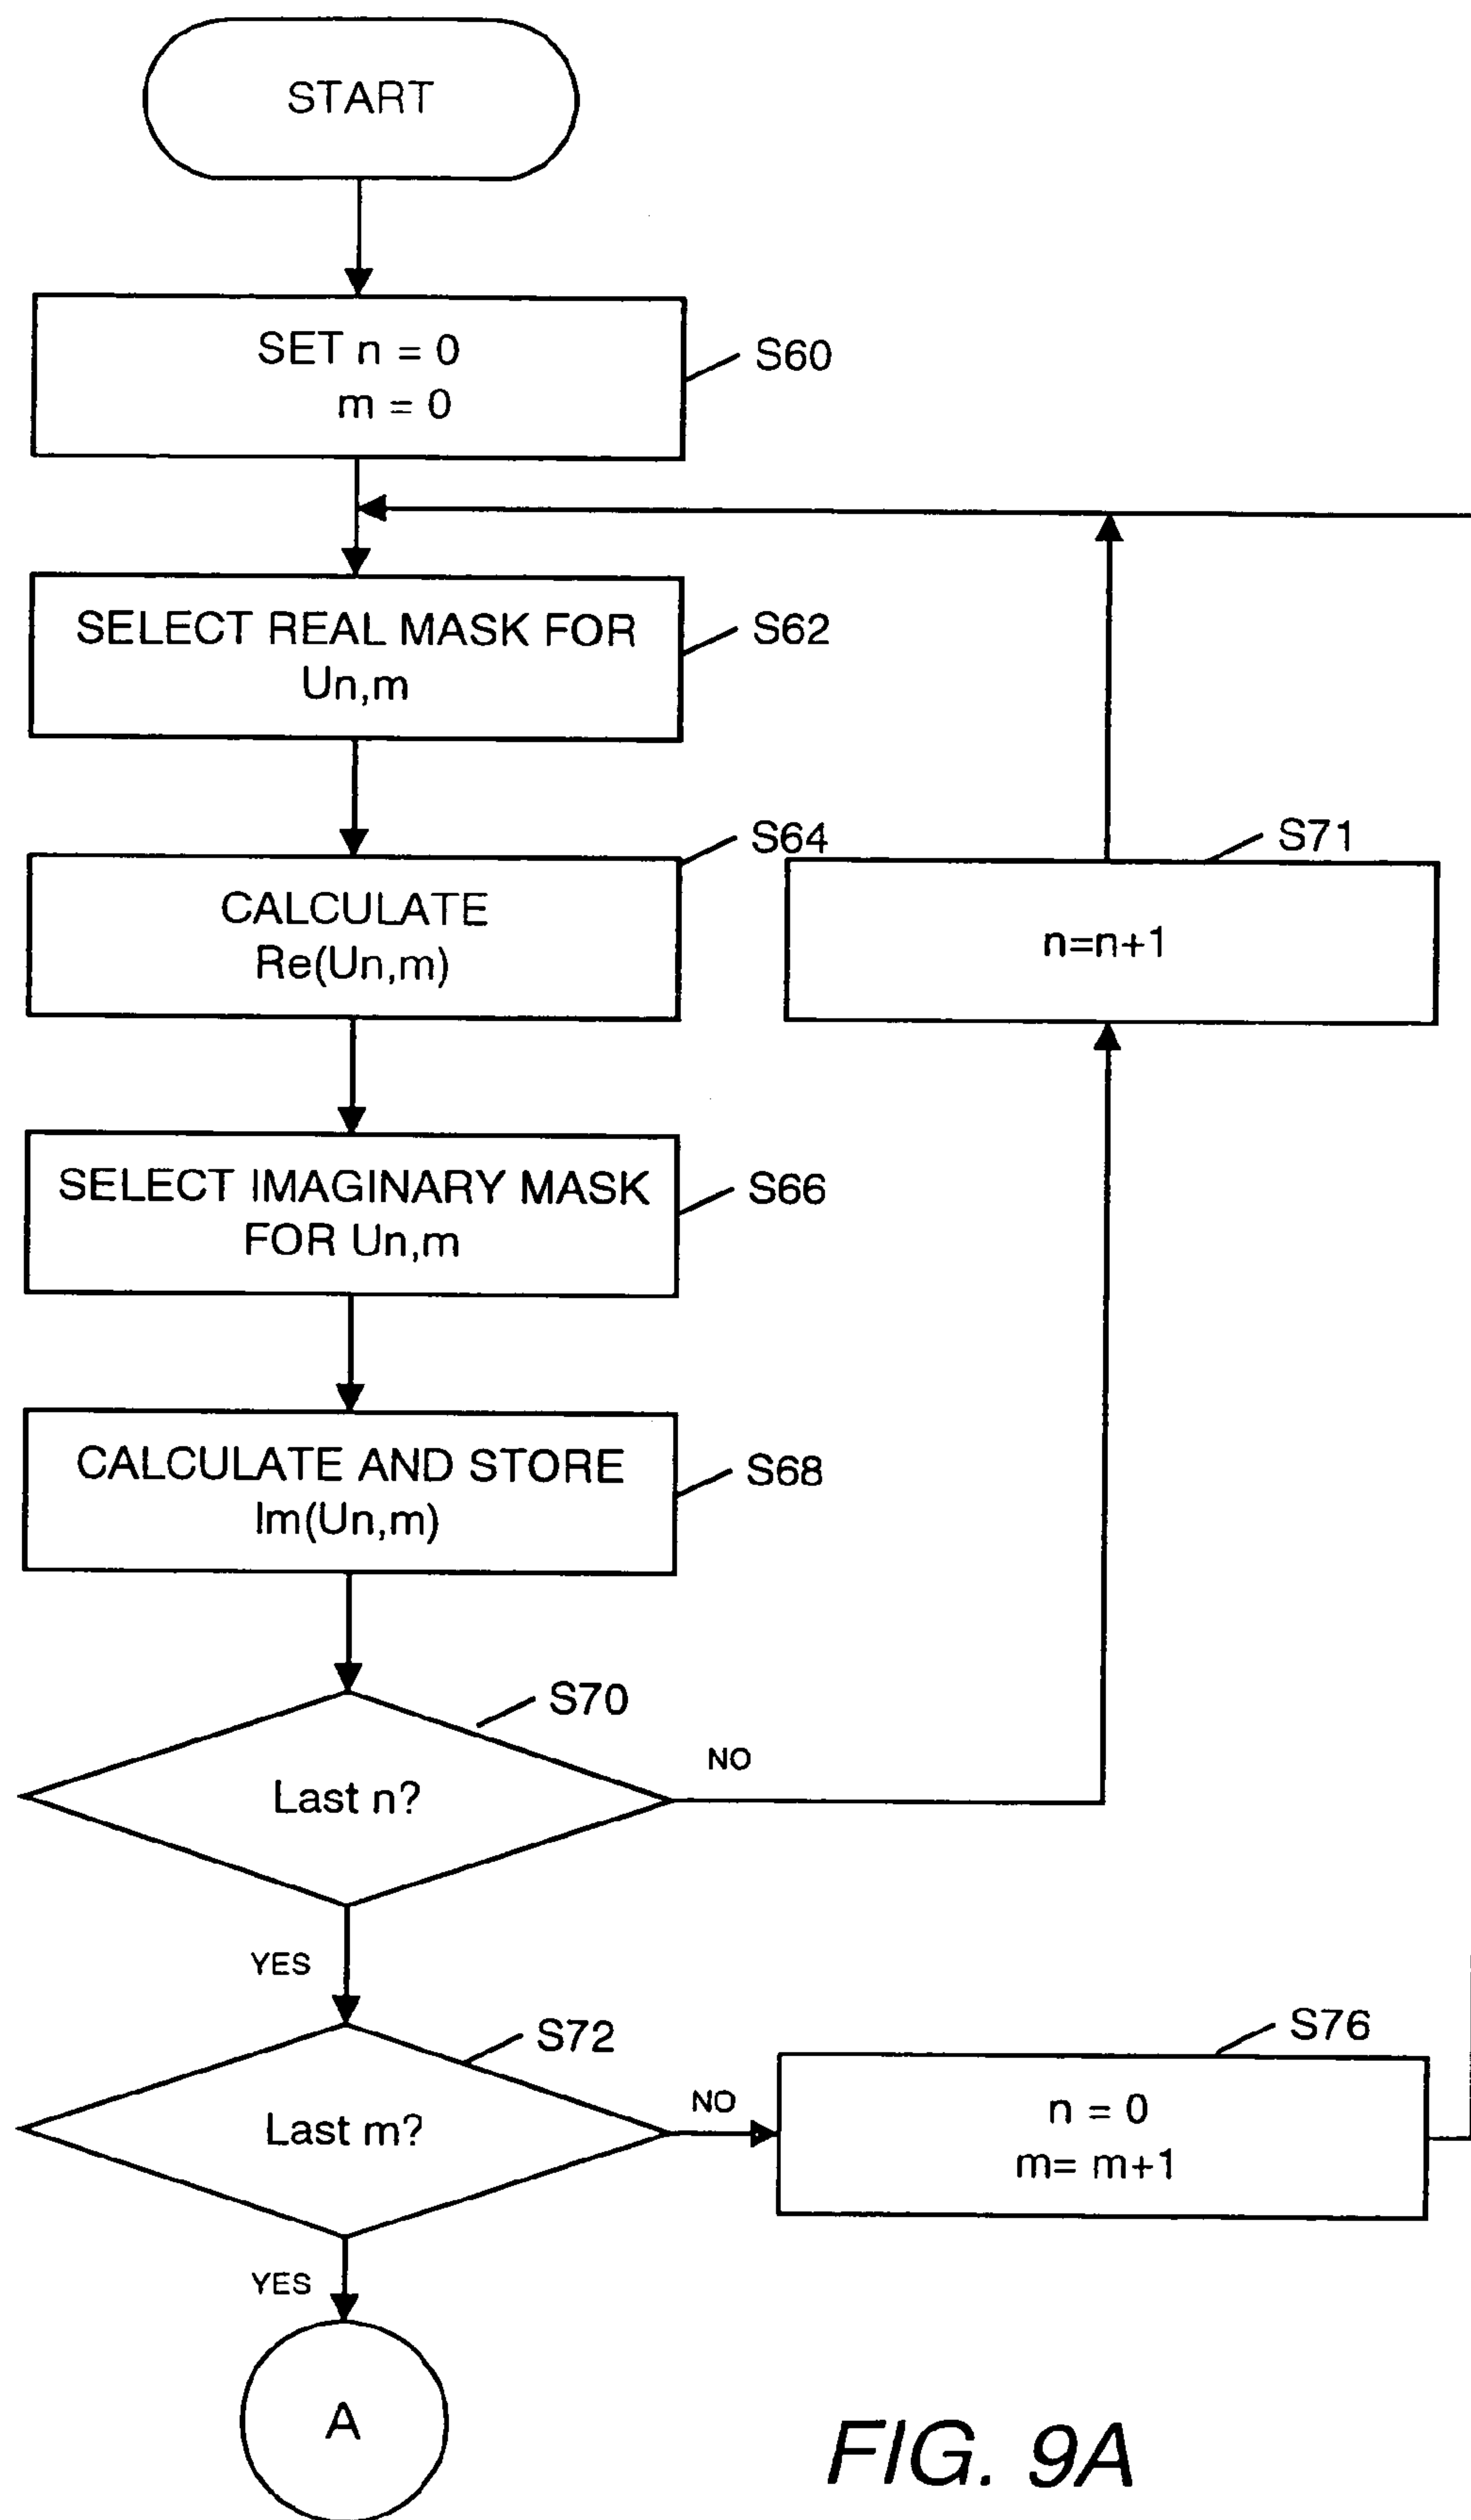 START
SET n = 0
m = 0
S60
SELECT REAL MASK FOR
Un,m
S62
CALCULATE
Re(Un,m)
S64
n=n+1
S71
SELECT IMAGINARY MASK
FOR Un,m
S66
CALCULATE AND STORE
Im(Un,m)
S68
Last n?
S70
NO
YES
Last m?
S72
NO
n = 0
m= m+1
S76
YES
A
FIG. 9A